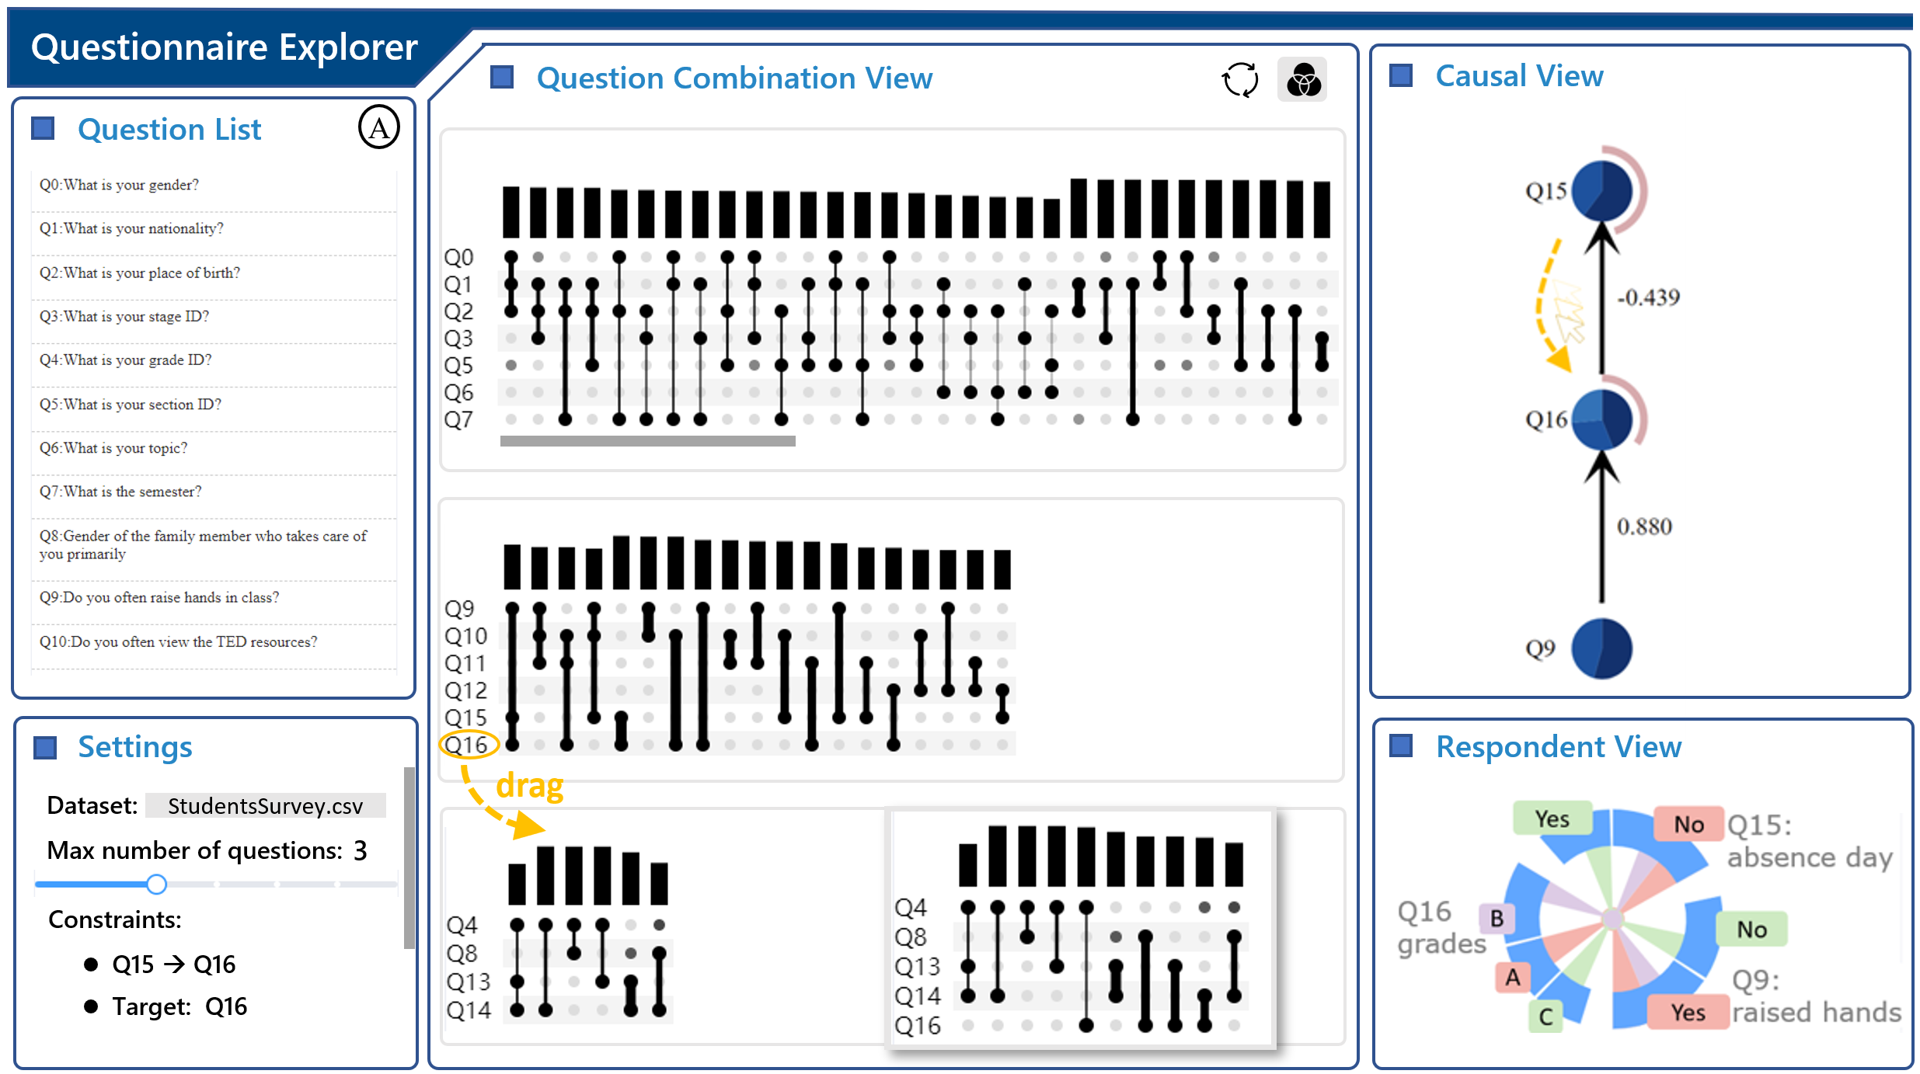 Questionnaire Explorer
Question List
A
Q0:What is your gender?
Q1:What is your nationality?
Q2:What is your place of birth?
Q3:What is your stage ID?
Q4:What is your grade ID?
Q5:What is your section ID?
Q6:What is your topic?
Q7:What is the semester?
Q8:Gender of the family member who takes care of
you primarily
Q9:Do you often raise hands in class?
Q10:Do you often view the TED resources?
Settings
Dataset: StudentsSurvey.csv
Max number of questions: 3
Constraints:
● Q15 → Q16
● Target: Q16
Question Combination View
Q0
Q1
Q2
Q3
Q5
Q6
Q7
Q9
Q10
Q11
Q12
Q15
Q16
drag
Q4
Q8
Q13
Q14
Q4
Q8
Q13
Q14
Q16
Causal View
Q15
-0.439
Q16
0.880
Q9
Respondent View
Yes
No
Q15:
absence day
Q16
grades
B
A
C
No
Q9:
raised hands
Yes